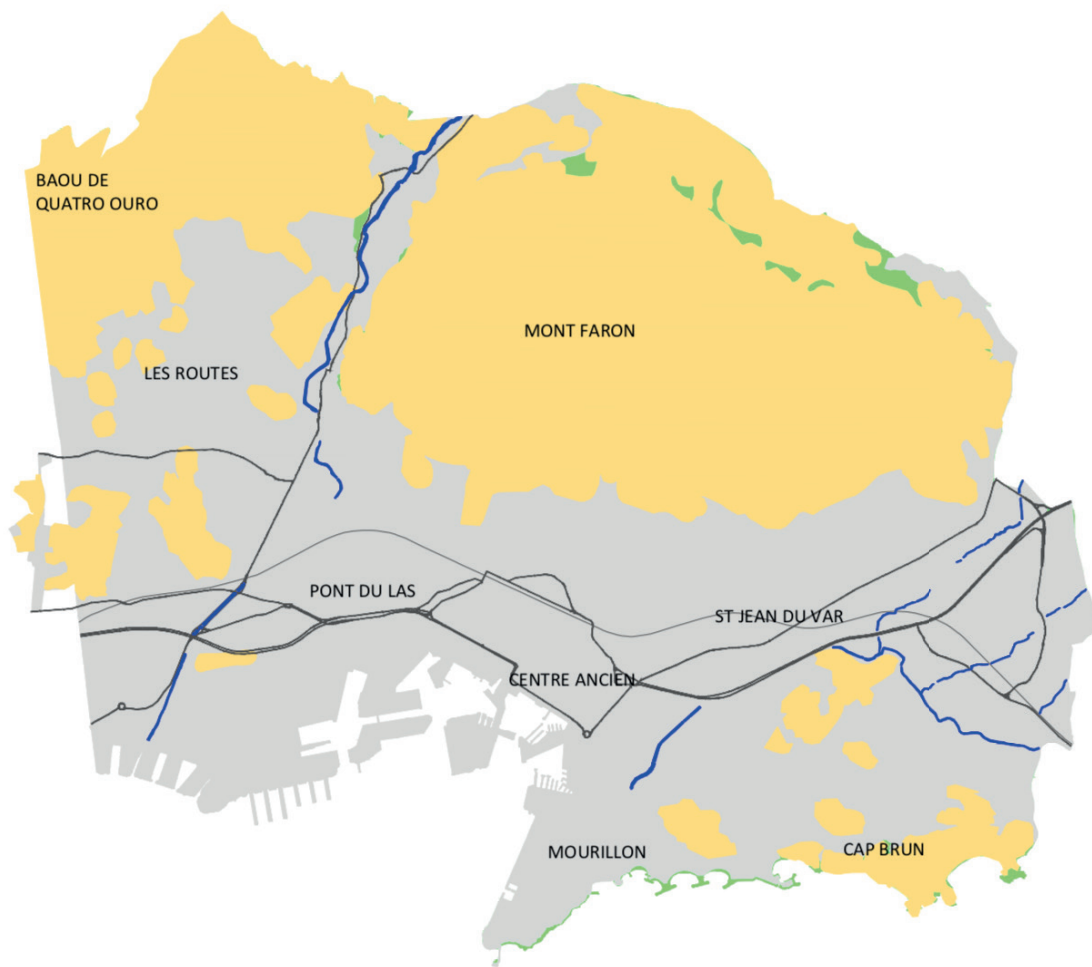 BAOU DE
QUATRO OURO
MONT FARON
LES ROUTES
PONT DU LAS
ST JEAN DU VAR
CENTRE ANCIEN
MOURILLON
CAP BRUN